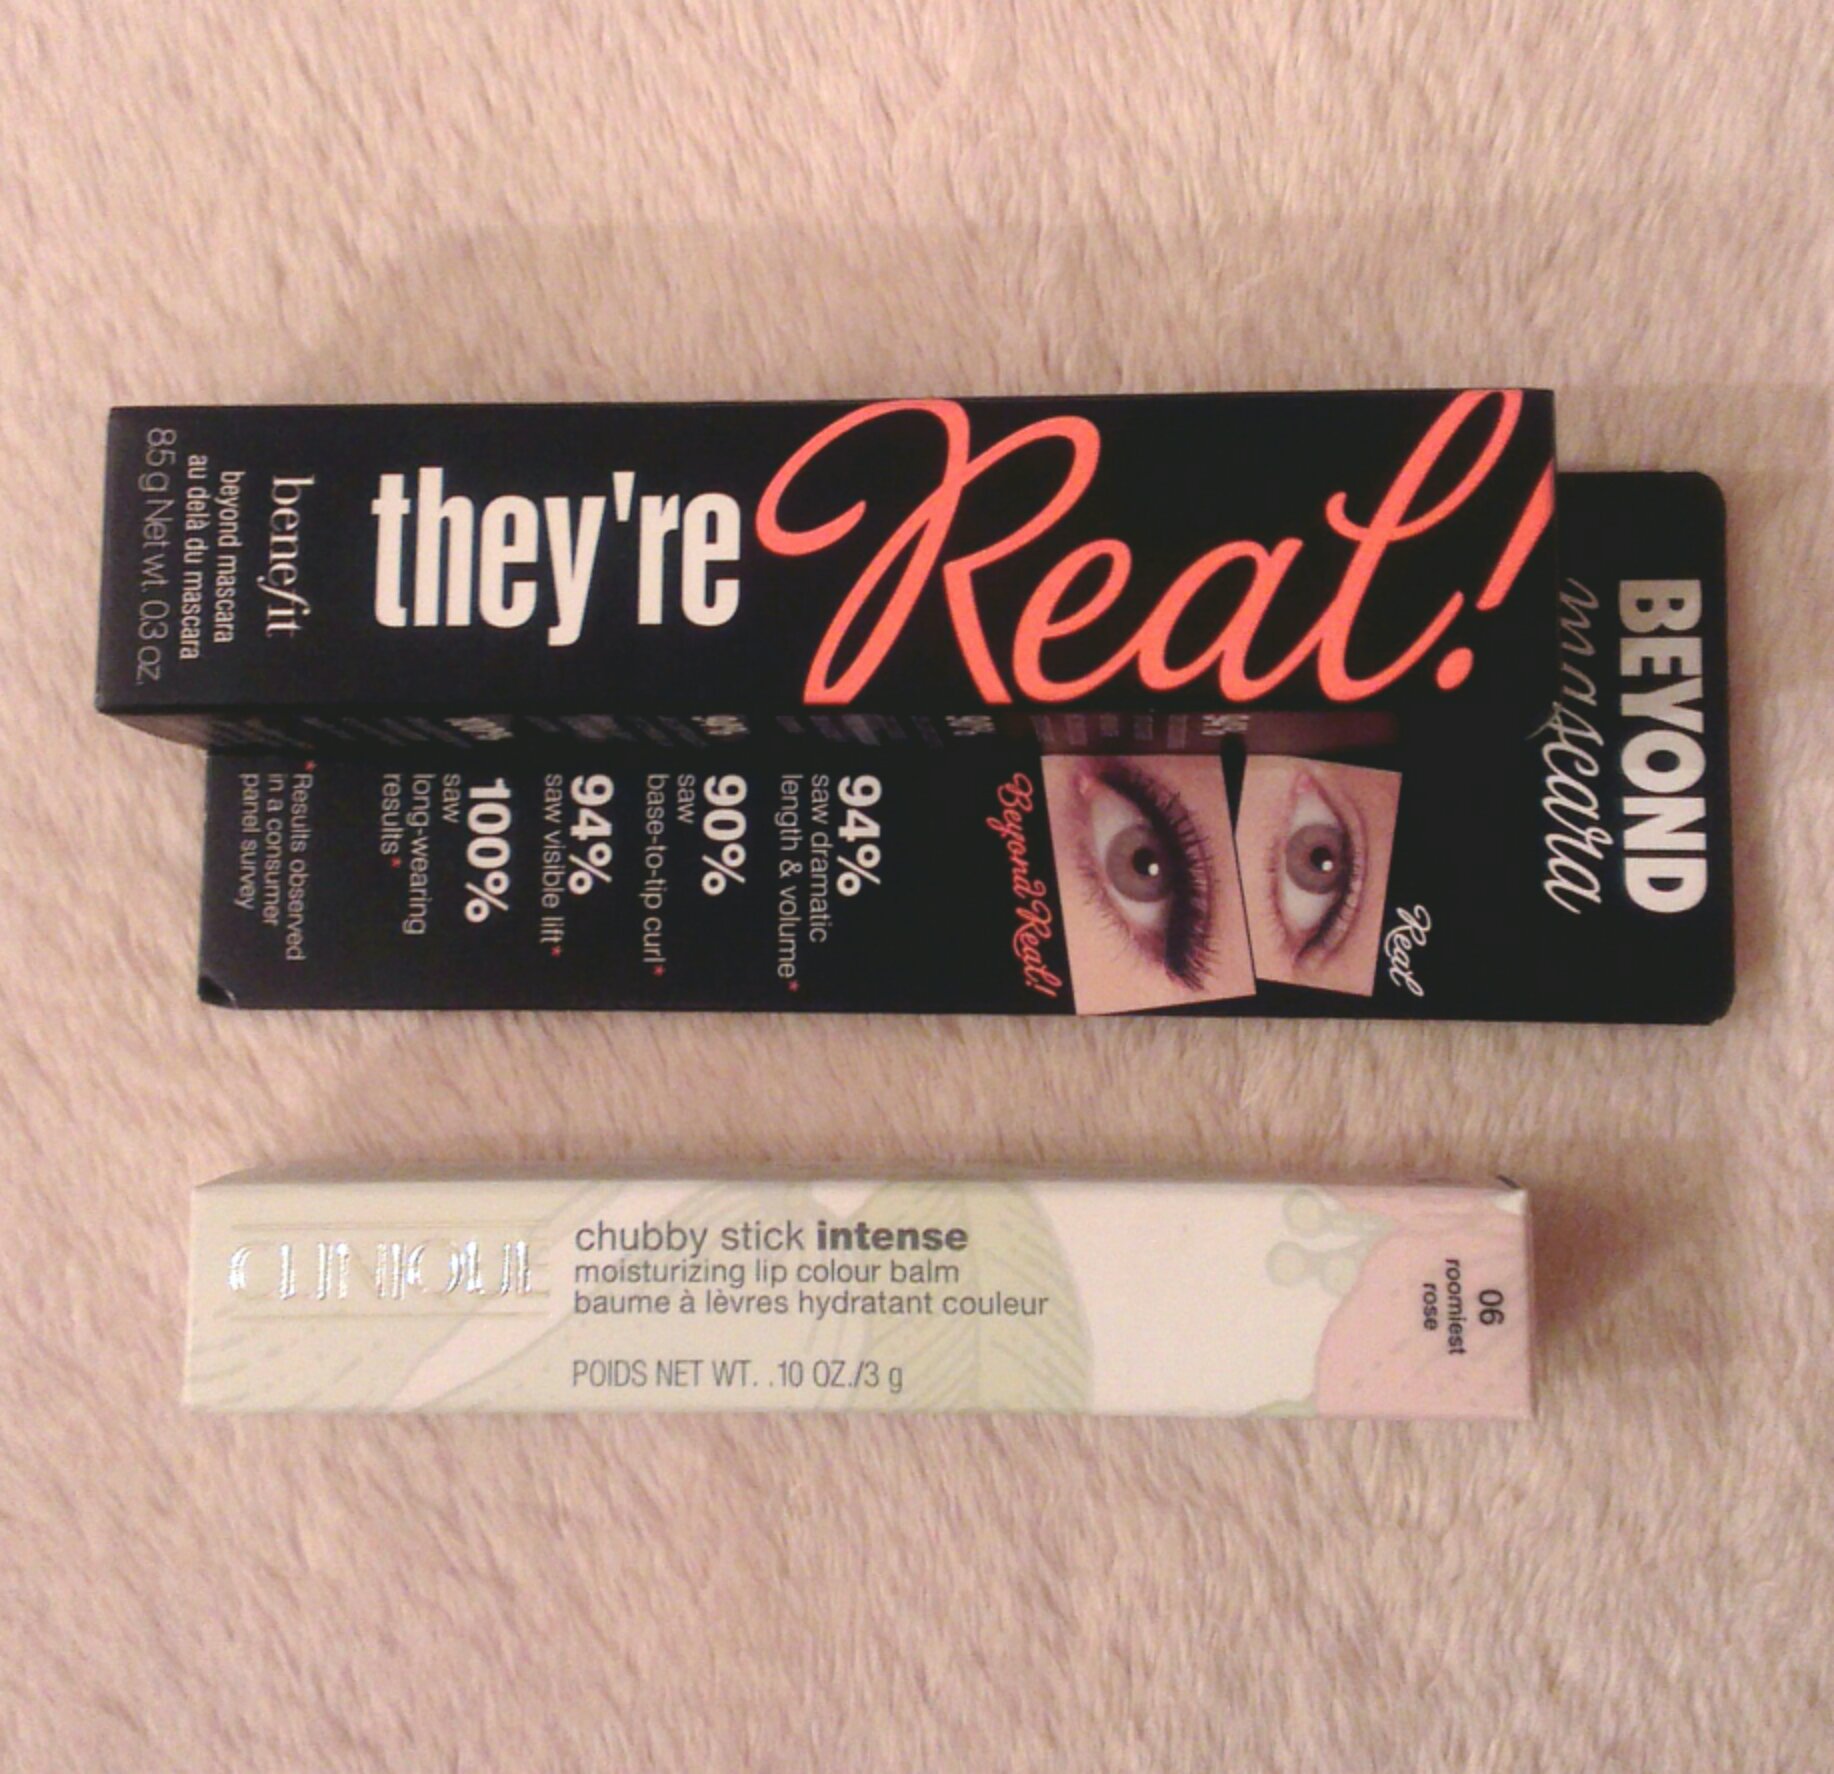 they're Real!
benefit
beyond mascara
au delà du mascara
8.5 g Net wt. 0.3 oz.
BEYOND
mascara
Real
Beyond Real!
94%
saw dramatic
length & volume*
90%
saw
base-to-tip curl*
94%
saw visible lift*
100%
saw
long-wearing
results*
*Results observed
in a consumer
panel survey
CLINIQUE
chubby stick intense
moisturizing lip colour balm
baume à lèvres hydratant couleur
POIDS NET WT. .10 OZ./3 g
06
roomiest
rose